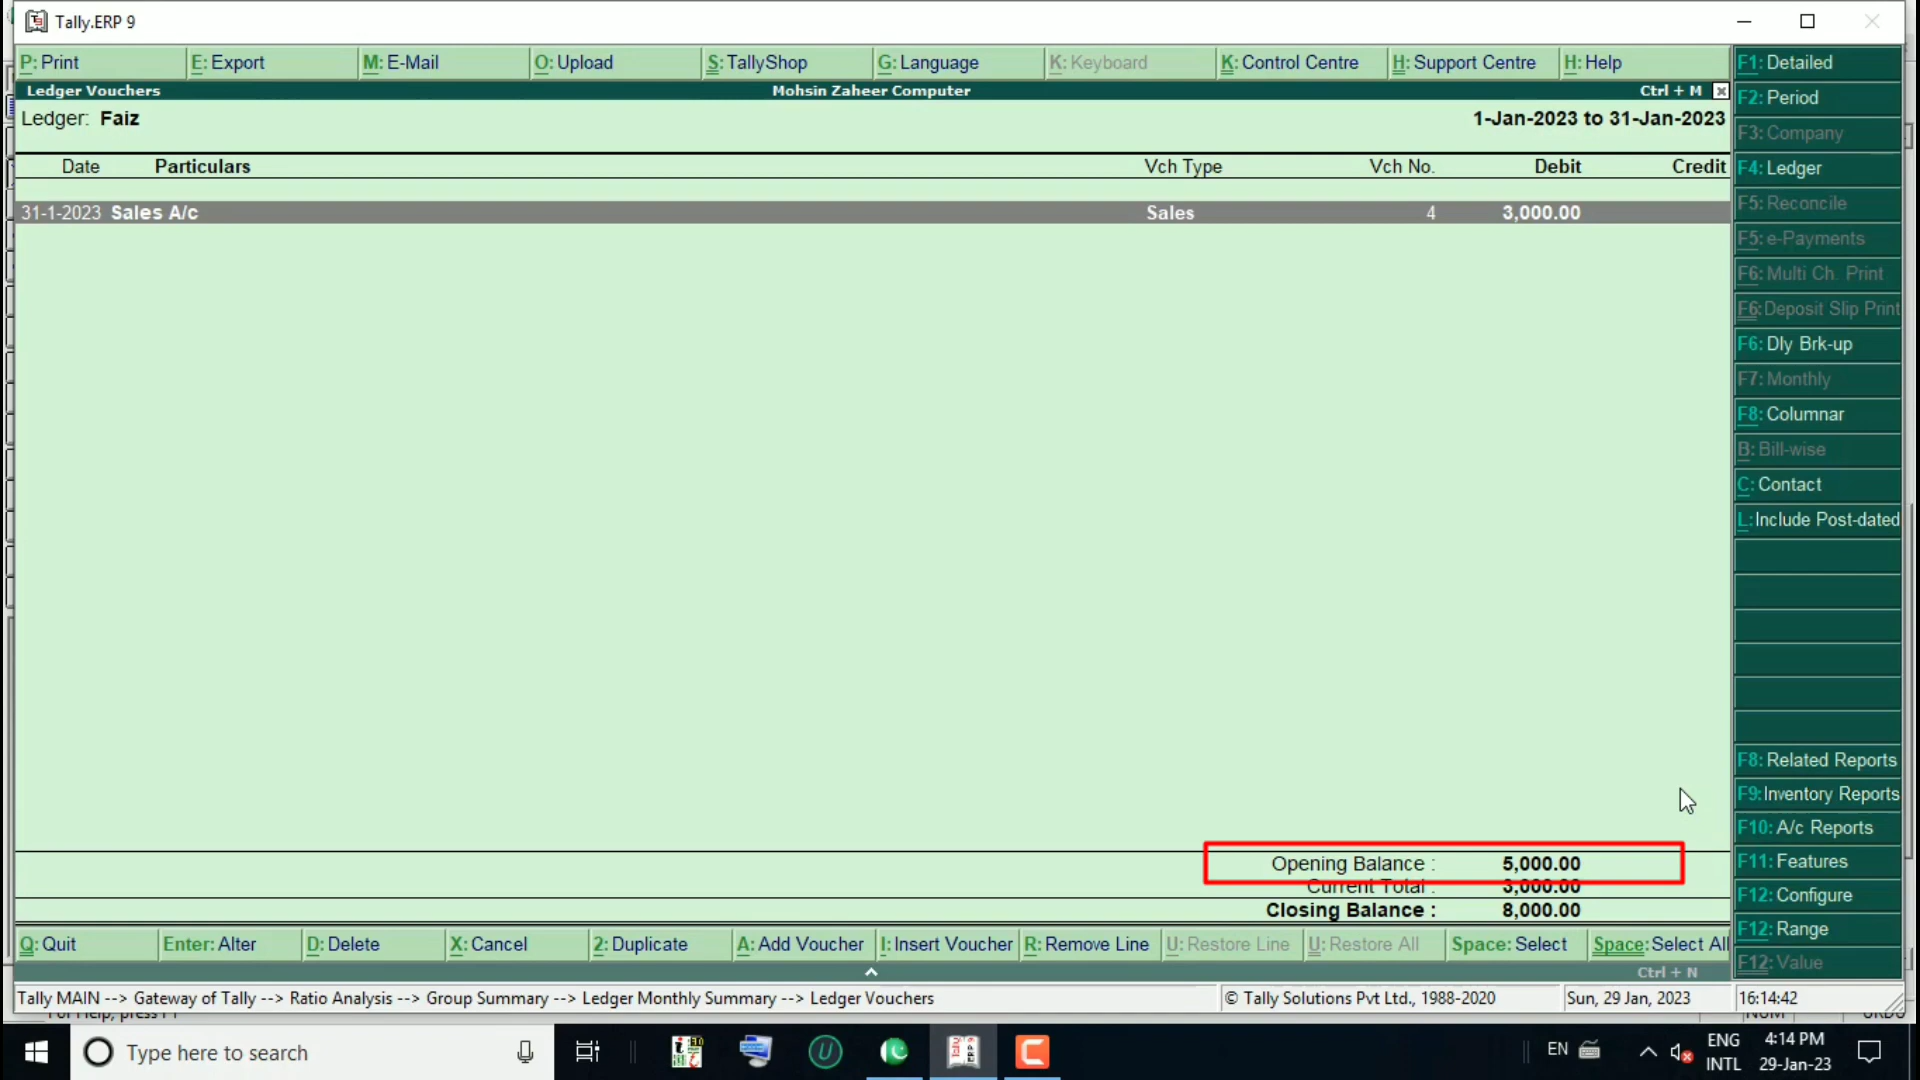 Tally.ERP 9
P: Print E: Export M: E-Mail O: Upload S: TallyShop G: Language K: Keyboard K: Control Centre H: Support Centre H: Help
Ledger Vouchers Mohsin Zaheer Computer Ctrl + M
Ledger: Faiz 1-Jan-2023 to 31-Jan-2023
Date Particulars Vch Type Vch No. Debit Credit
31-1-2023 Sales A/c Sales 4 3,000.00
Opening Balance : 5,000.00
Current Total : 3,000.00
Closing Balance : 8,000.00
Q: Quit Enter: Alter D: Delete X: Cancel 2: Duplicate A: Add Voucher I: Insert Voucher R: Remove Line U: Restore Line U: Restore All Space: Select Space: Select All
Ctrl + N
F1: Detailed
F2: Period
F3: Company
F4: Ledger
F5: Reconcile
F5: e-Payments
F6: Multi Ch. Print
F6: Deposit Slip Print
F6: Dly Brk-up
F7: Monthly
F8: Columnar
B: Bill-wise
C: Contact
L: Include Post-dated
F8: Related Reports
F9: Inventory Reports
F10: A/c Reports
F11: Features
F12: Configure
F12: Range
F12: Value
Tally MAIN --> Gateway of Tally --> Ratio Analysis --> Group Summary --> Ledger Monthly Summary --> Ledger Vouchers © Tally Solutions Pvt Ltd., 1988-2020 Sun, 29 Jan, 2023 16:14:42
For Help, press F1 NUM URDU
Type here to search EN ENG 4:14 PM
INTL 29-Jan-23